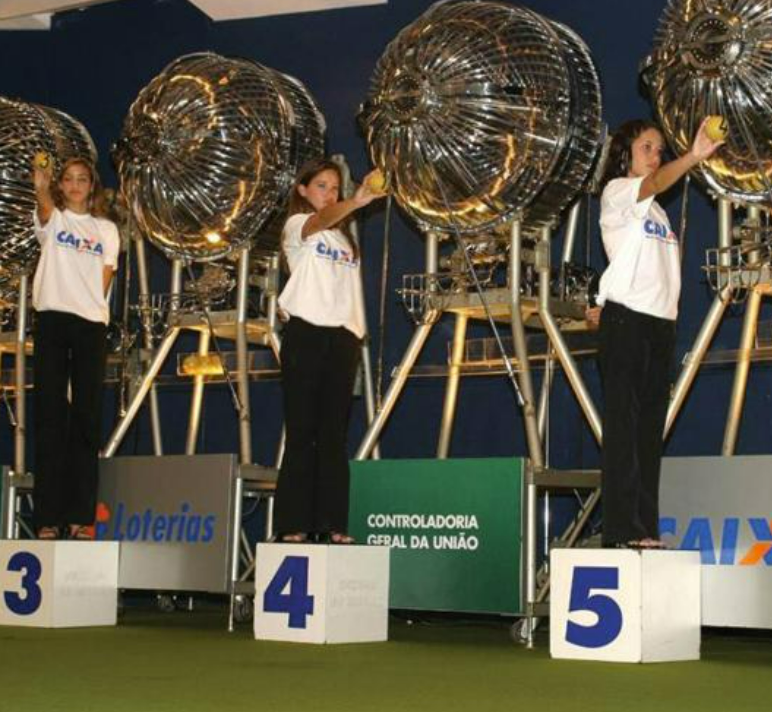 CAIXA
CAIXA
CAIXA
Loterias
CONTROLADORIA
GERAL DA UNIÃO
CAIX
3
4
5